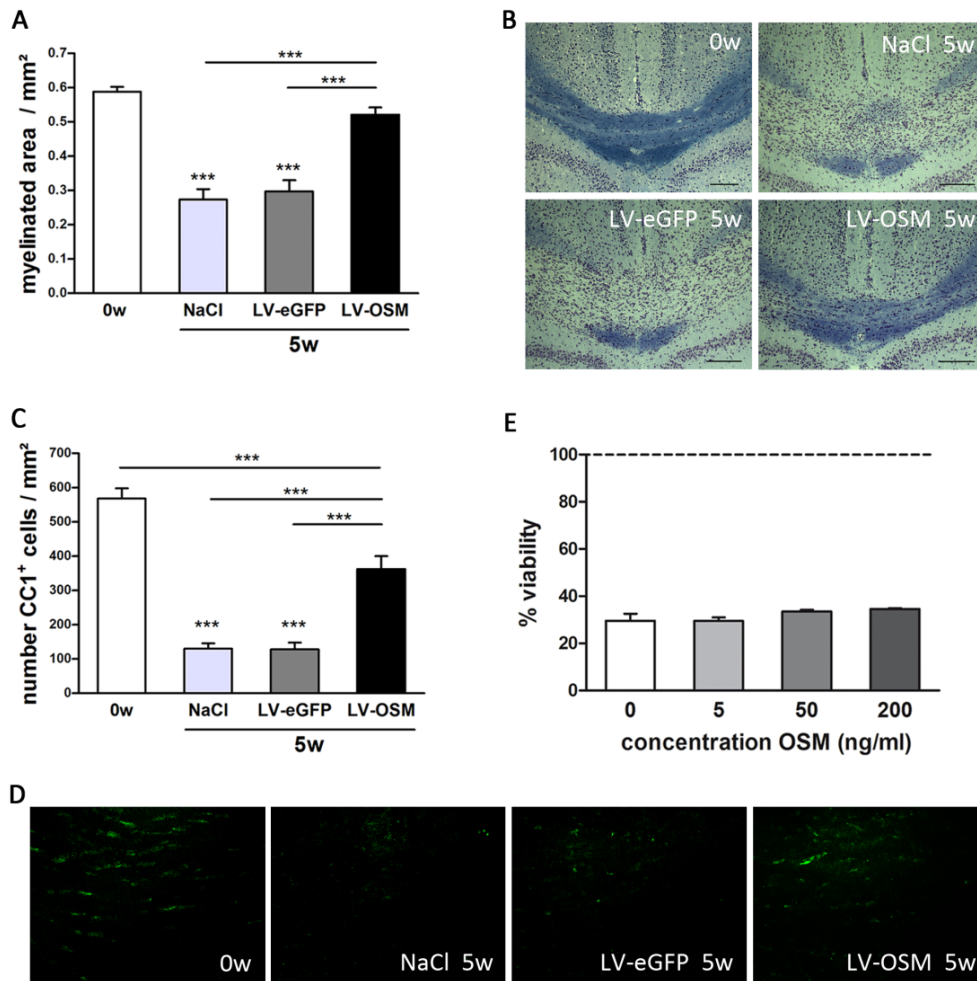 A
myelinated area / mm²
0.7
0.6
0.5
0.4
0.3
0.2
0.1
0.0
***
***
***
***
0w
NaCl
LV-eGFP
LV-OSM
5w
B
0w
NaCl 5w
LV-eGFP 5w
LV-OSM 5w
C
number CC1⁺ cells / mm²
700
600
500
400
300
200
100
0
***
***
***
***
***
0w
NaCl
LV-eGFP
LV-OSM
5w
E
% viability
100
80
60
40
20
0
0
5
50
200
concentration OSM (ng/ml)
D
0w
NaCl 5w
LV-eGFP 5w
LV-OSM 5w